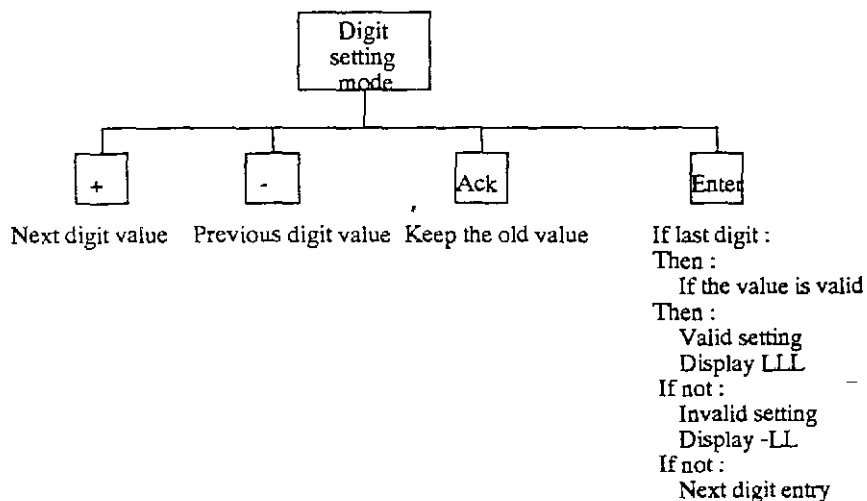 Digit
setting
mode
+
-
Ack
Enter
Next digit value
Previous digit value
Keep the old value
If last digit :
Then :
If the value is valid
Then :
Valid setting
Display LLL
If not :
Invalid setting
Display -LL
If not :
Next digit entry